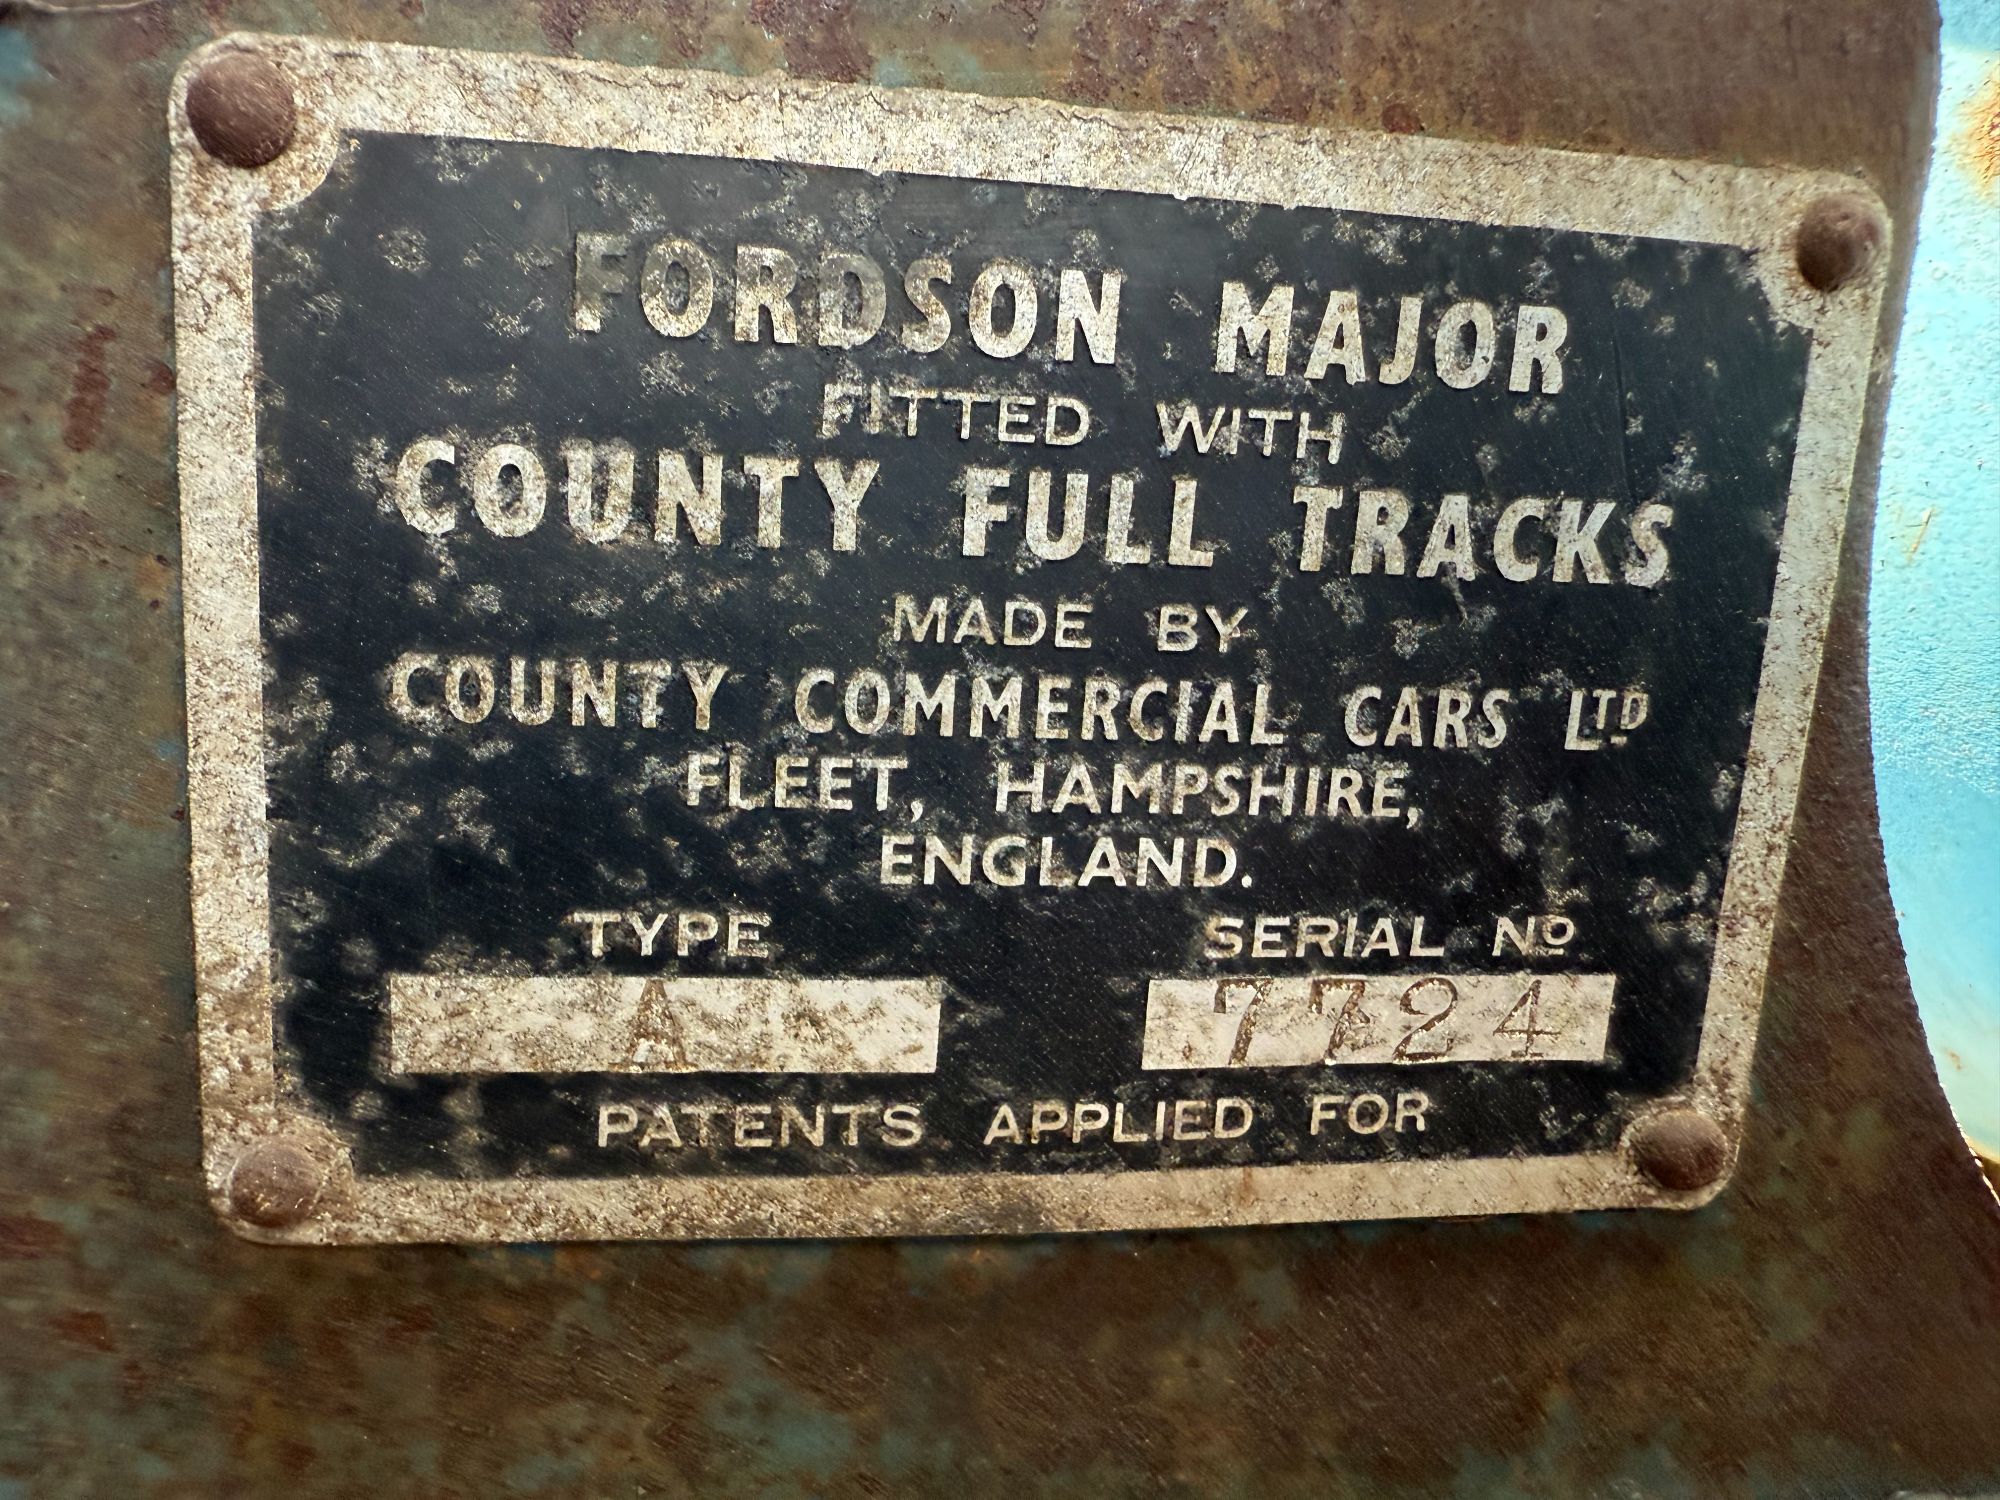 FORDSON MAJOR
FITTED WITH
COUNTY FULL TRACKS
MADE BY
COUNTY COMMERCIAL CARS LTD
FLEET, HAMPSHIRE,
ENGLAND.
TYPE SERIAL No
A 7724
PATENTS APPLIED FOR